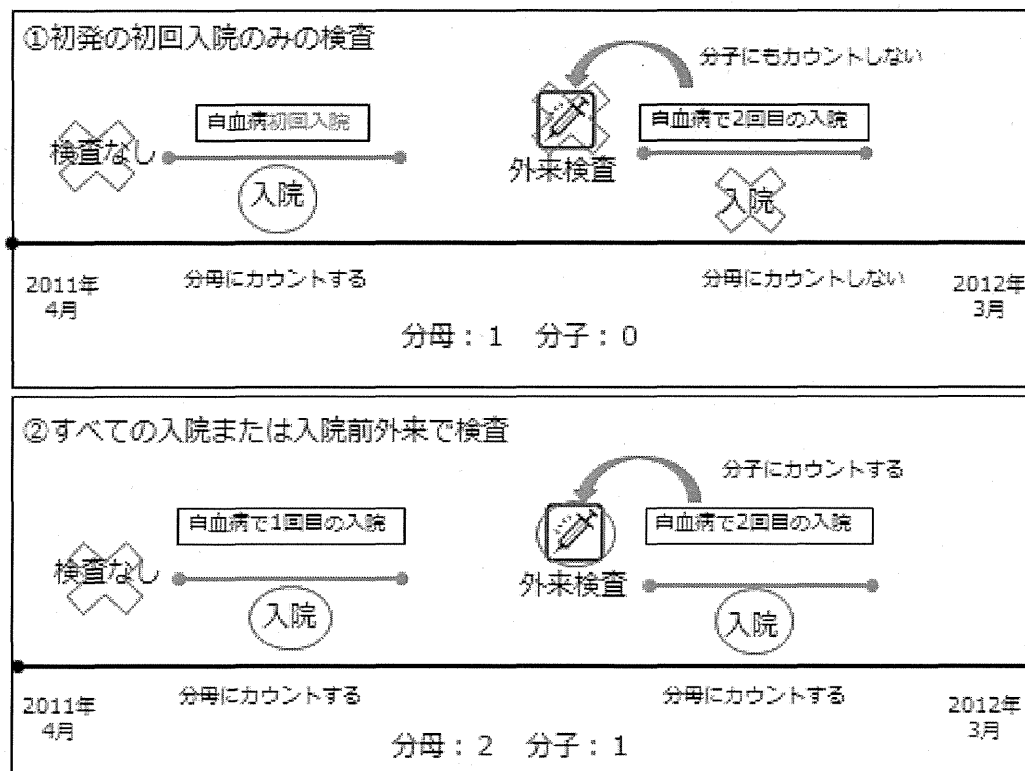 ①初発の初回入院のみの検査
分子にもカウントしない
白血病初回入院
白血病で2回目の入院
検査なし
外来検査
入院
入院
2011年
4月
分母にカウントする
分母にカウントしない
2012年
3月
分母：1　分子：0
②すべての入院または入院前外来で検査
分子にカウントする
白血病で1回目の入院
白血病で2回目の入院
検査なし
外来検査
入院
入院
2011年
4月
分母にカウントする
分母にカウントする
2012年
3月
分母：2　分子：1